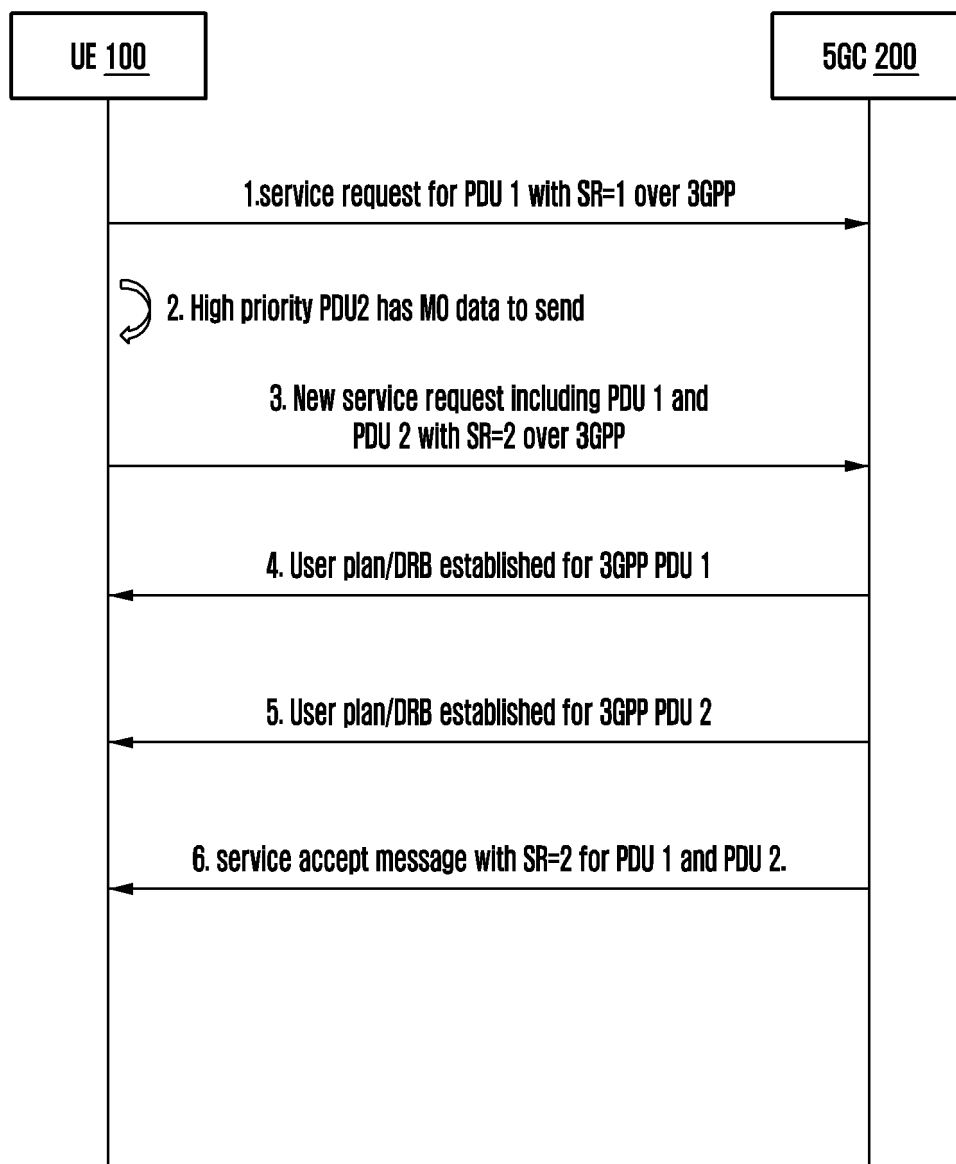 UE 100
5GC 200
1.service request for PDU 1 with SR=1 over 3GPP
2. High priority PDU2 has MO data to send
3. New service request including PDU 1 and
PDU 2 with SR=2 over 3GPP
4. User plan/DRB established for 3GPP PDU 1
5. User plan/DRB established for 3GPP PDU 2
6. service accept message with SR=2 for PDU 1 and PDU 2.